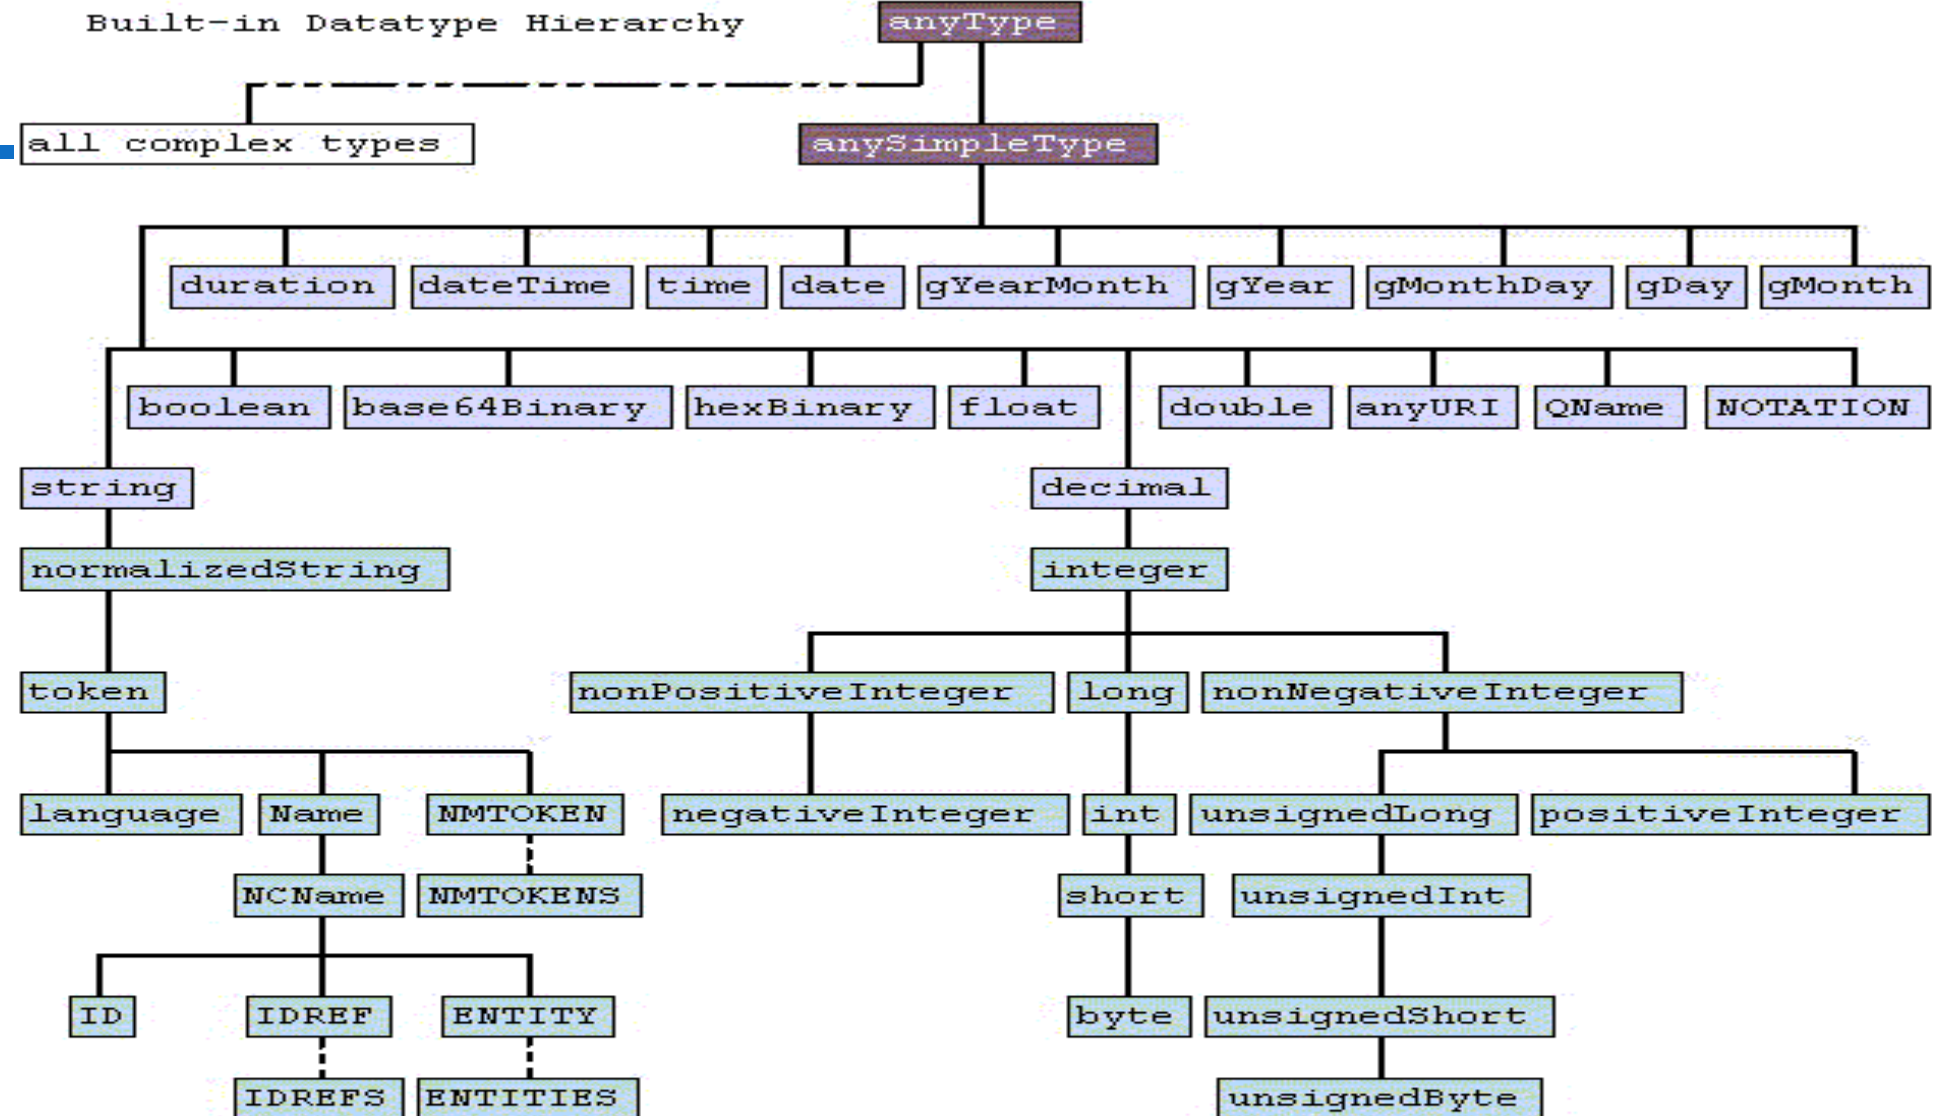 Built-in Datatype Hierarchy anyType
all complex types anySimpleType
duration dateTime time date gYearMonth gYear gMonthDay gDay gMonth
boolean base64Binary hexBinary float double anyURI QName NOTATION
string decimal
normalizedString integer
token nonPositiveInteger long nonNegativeInteger
language Name NMTOKEN negativeInteger int unsignedLong positiveInteger
NCName NMTOKENS short unsignedInt
ID IDREF ENTITY byte unsignedShort
IDREFS ENTITIES unsignedByte